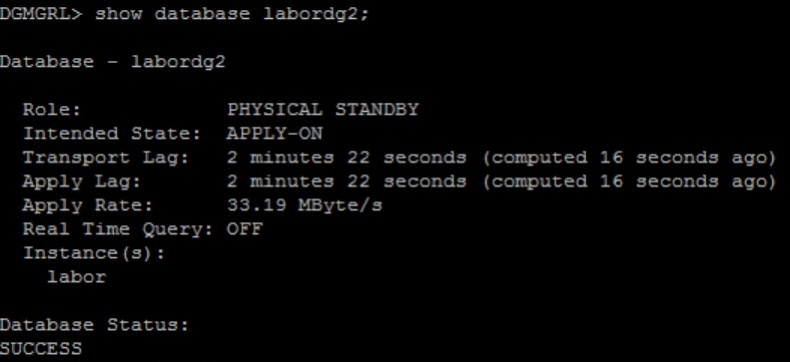 DGMGRL> show database labordg2;
Database - labordg2
Role: PHYSICAL STANDBY
Intended State: APPLY-ON
Transport Lag: 2 minutes 22 seconds (computed 16 seconds ago)
Apply Lag: 2 minutes 22 seconds (computed 16 seconds ago)
Apply Rate: 33.19 MByte/s
Real Time Query: OFF
Instance(s):
labor
Database Status:
SUCCESS